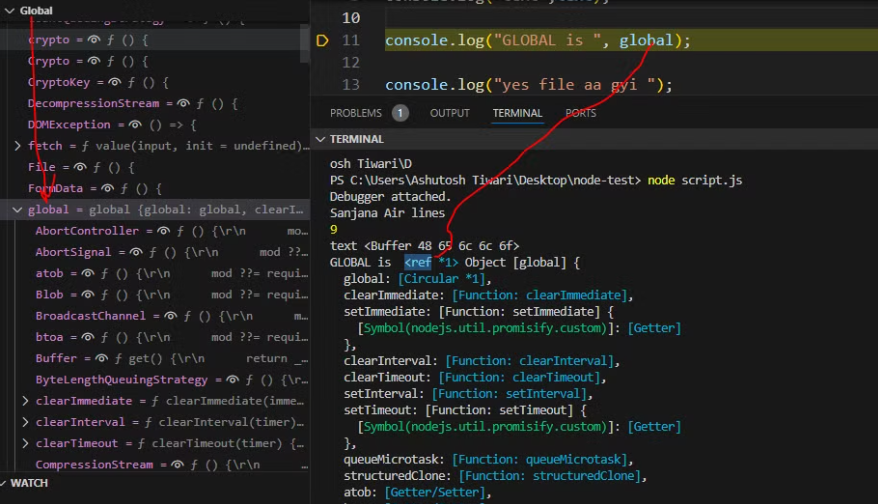 Global
crypto = ƒ () {
Crypto = ƒ () {
CryptoKey = ƒ () {
DecompressionStream = ƒ () {
DOMException = () => {
fetch = ƒ value(input, init = undefined)…
File = ƒ () {
FormData = ƒ () {
global = global {global: global, clearI…
AbortController = ƒ () {\r\n mo…
AbortSignal = ƒ () {\r\n mod ??…
atob = ƒ () {\r\n mod ??= requi…
Blob = ƒ () {\r\n mod ??= requi…
BroadcastChannel = ƒ () {\r\n m…
btoa = ƒ () {\r\n mod ??= requi…
Buffer = ƒ get() {\r\n return _…
ByteLengthQueuingStrategy = ƒ () {\r…
clearImmediate = ƒ clearImmediate(imme…
clearInterval = ƒ clearInterval(timer)…
clearTimeout = ƒ clearTimeout(timer) {…
CompressionStream = ƒ () {\r\n
WATCH
10
11 console.log("GLOBAL is ", global);
13 console.log("yes file aa gyi ");
PROBLEMS 1 OUTPUT TERMINAL PORTS
TERMINAL
osh Tiwari\D
PS C:\Users\Ashutosh Tiwari\Desktop\node-test> node script.js
Debugger attached.
Sanjana Air lines
9
text <Buffer 48 65 6c 6c 6f>
GLOBAL is <ref *1> Object [global] {
global: [Circular *1],
clearImmediate: [Function: clearImmediate],
setImmediate: [Function: setImmediate] {
[Symbol(nodejs.util.promisify.custom)]: [Getter]
},
clearInterval: [Function: clearInterval],
clearTimeout: [Function: clearTimeout],
setInterval: [Function: setInterval],
setTimeout: [Function: setTimeout] {
[Symbol(nodejs.util.promisify.custom)]: [Getter]
},
queueMicrotask: [Function: queueMicrotask],
structuredClone: [Function: structuredClone],
atob: [Getter/Setter],